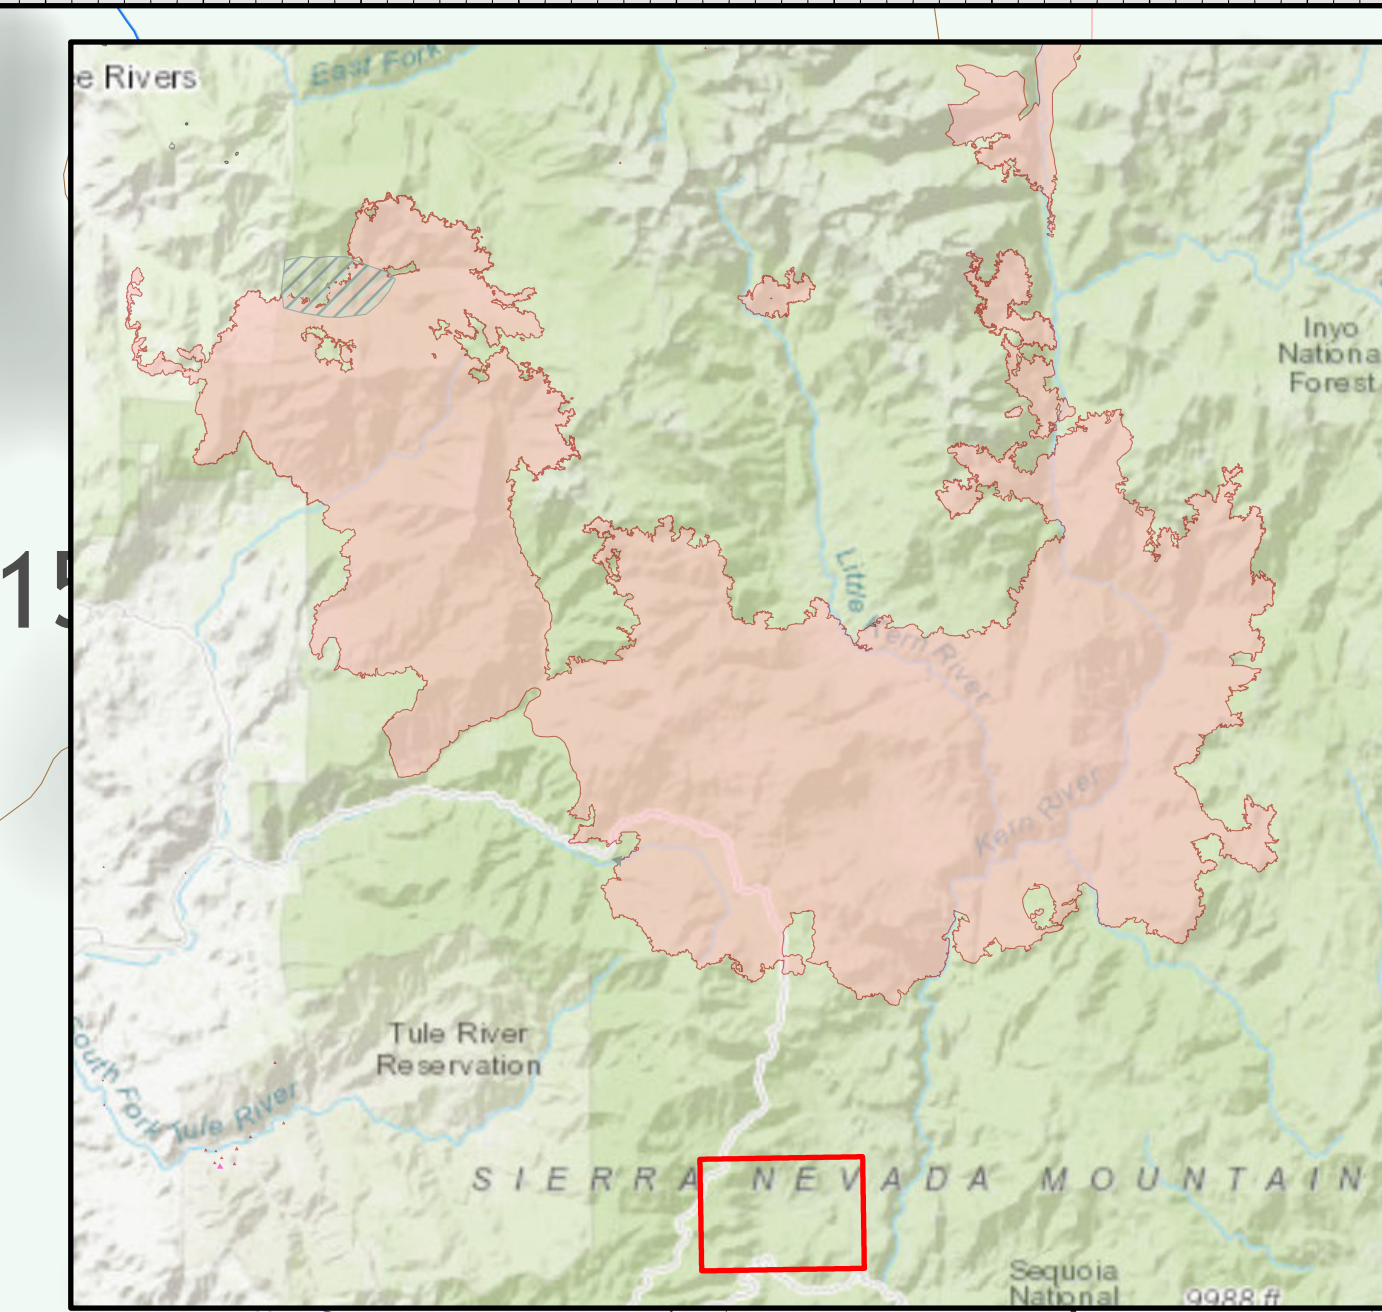 e Rivers
East Fork
Inyo
Nationa
Forest
15
Little Kern River
Kern River
Tule River
Reservation
South Fork Tule River
SIERRA NEVADA MOUNTAIN
Sequoia
National
9988 ft